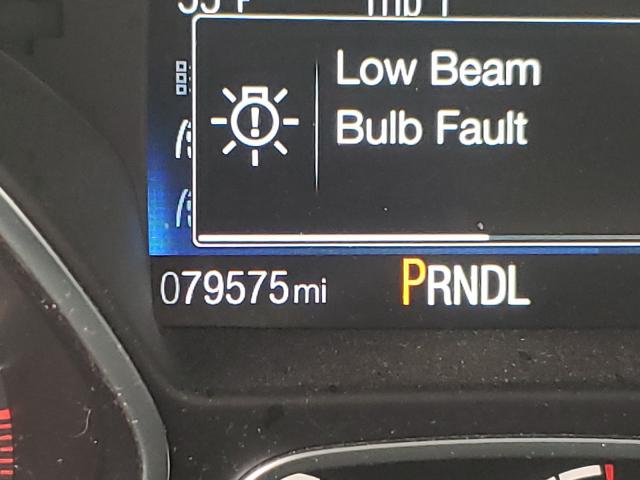 Low Beam
Bulb Fault
079575mi
PRNDL